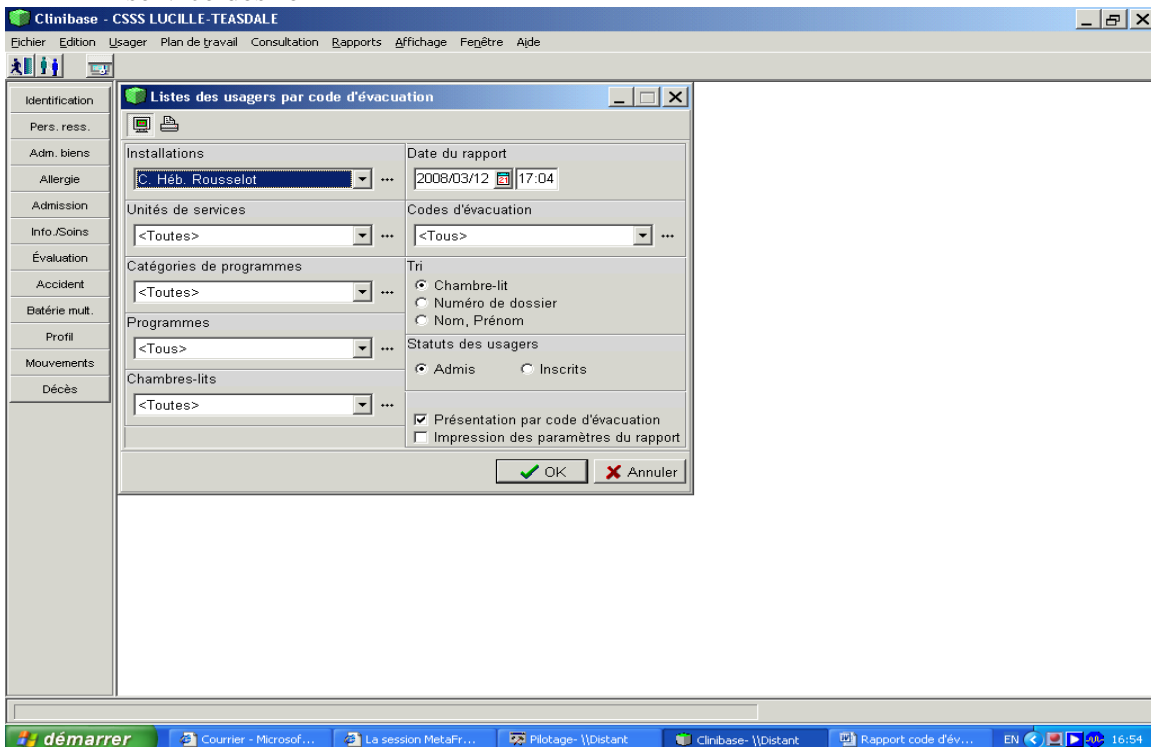 Clinibase - CSSS LUCILLE-TEASDALE
Fichier Edition Usager Plan de travail Consultation Rapports Affichage Fenêtre Aide
Identification
Pers. ress.
Adm. biens
Allergie
Admission
Info./Soins
Évaluation
Accident
Batérie mult.
Profil
Mouvements
Décès
Listes des usagers par code d'évacuation
Installations
C. Héb. Rousselot
Unités de services
<Toutes>
Catégories de programmes
<Toutes>
Programmes
<Tous>
Chambres-lits
<Toutes>
Date du rapport
2008/03/12 17:04
Codes d'évacuation
<Tous>
Tri
Chambre-lit
Numéro de dossier
Nom, Prénom
Statuts des usagers
Admis Inscrits
Présentation par code d'évacuation
Impression des paramètres du rapport
OK Annuler
démarrer Courrier - Microsof... La session MetaFr... Pilotage- \\Distant Clinibase- \\Distant Rapport code d'év... EN 16:54